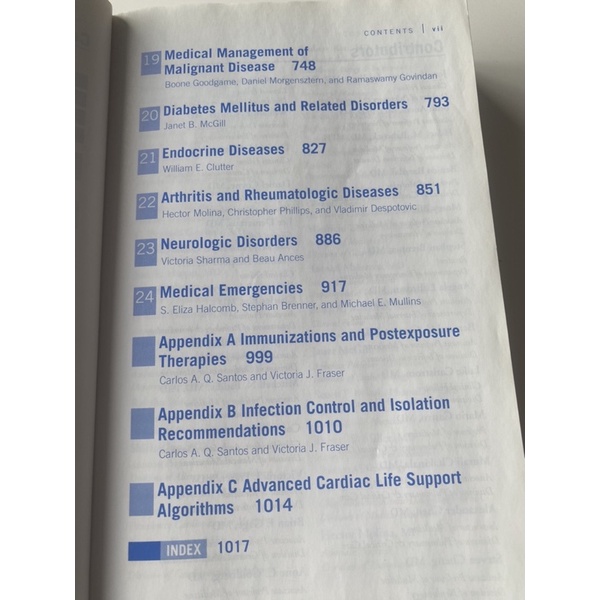 CONTENTS | vii
19 Medical Management of
Malignant Disease 748
Boone Goodgame, Daniel Morgensztern, and Ramaswamy Govindan
20 Diabetes Mellitus and Related Disorders 793
Janet B. McGill
21 Endocrine Diseases 827
William E. Clutter
22 Arthritis and Rheumatologic Diseases 851
Hector Molina, Christopher Phillips, and Vladimir Despotovic
23 Neurologic Disorders 886
Victoria Sharma and Beau Ances
24 Medical Emergencies 917
S. Eliza Halcomb, Stephan Brenner, and Michael E. Mullins
Appendix A Immunizations and Postexposure
Therapies 999
Carlos A. Q. Santos and Victoria J. Fraser
Appendix B Infection Control and Isolation
Recommendations 1010
Carlos A. Q. Santos and Victoria J. Fraser
Appendix C Advanced Cardiac Life Support
Algorithms 1014
INDEX 1017